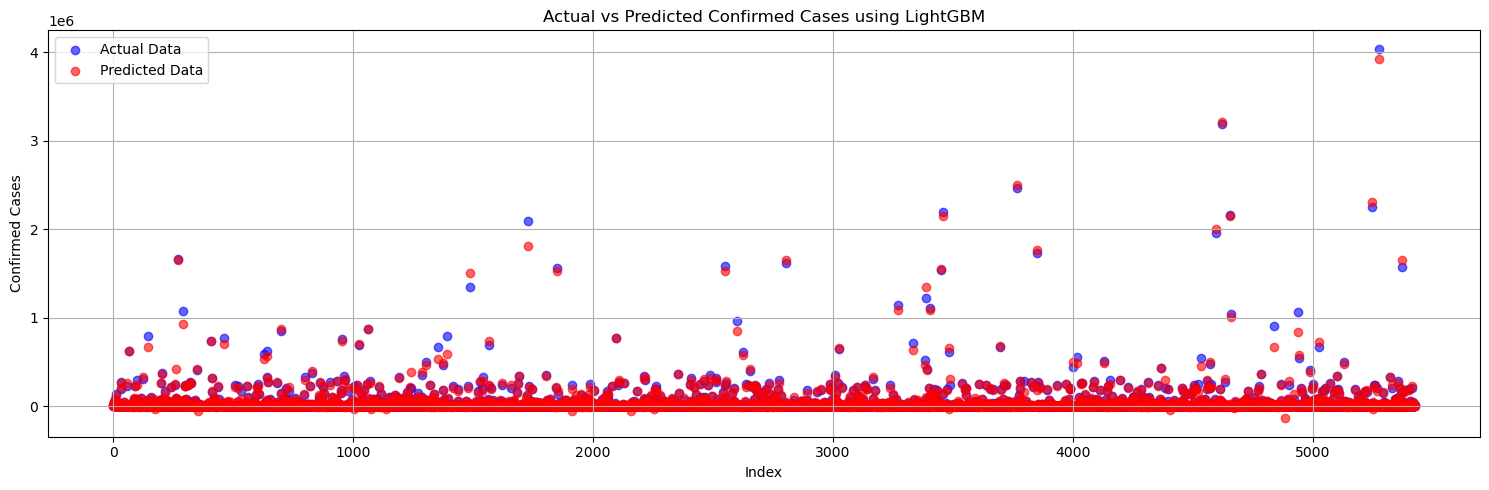 Actual vs Predicted Confirmed Cases using LightGBM
1e6
Actual Data
Predicted Data
4
3
2
1
0
Confirmed Cases
0 1000 2000 3000 4000 5000
Index